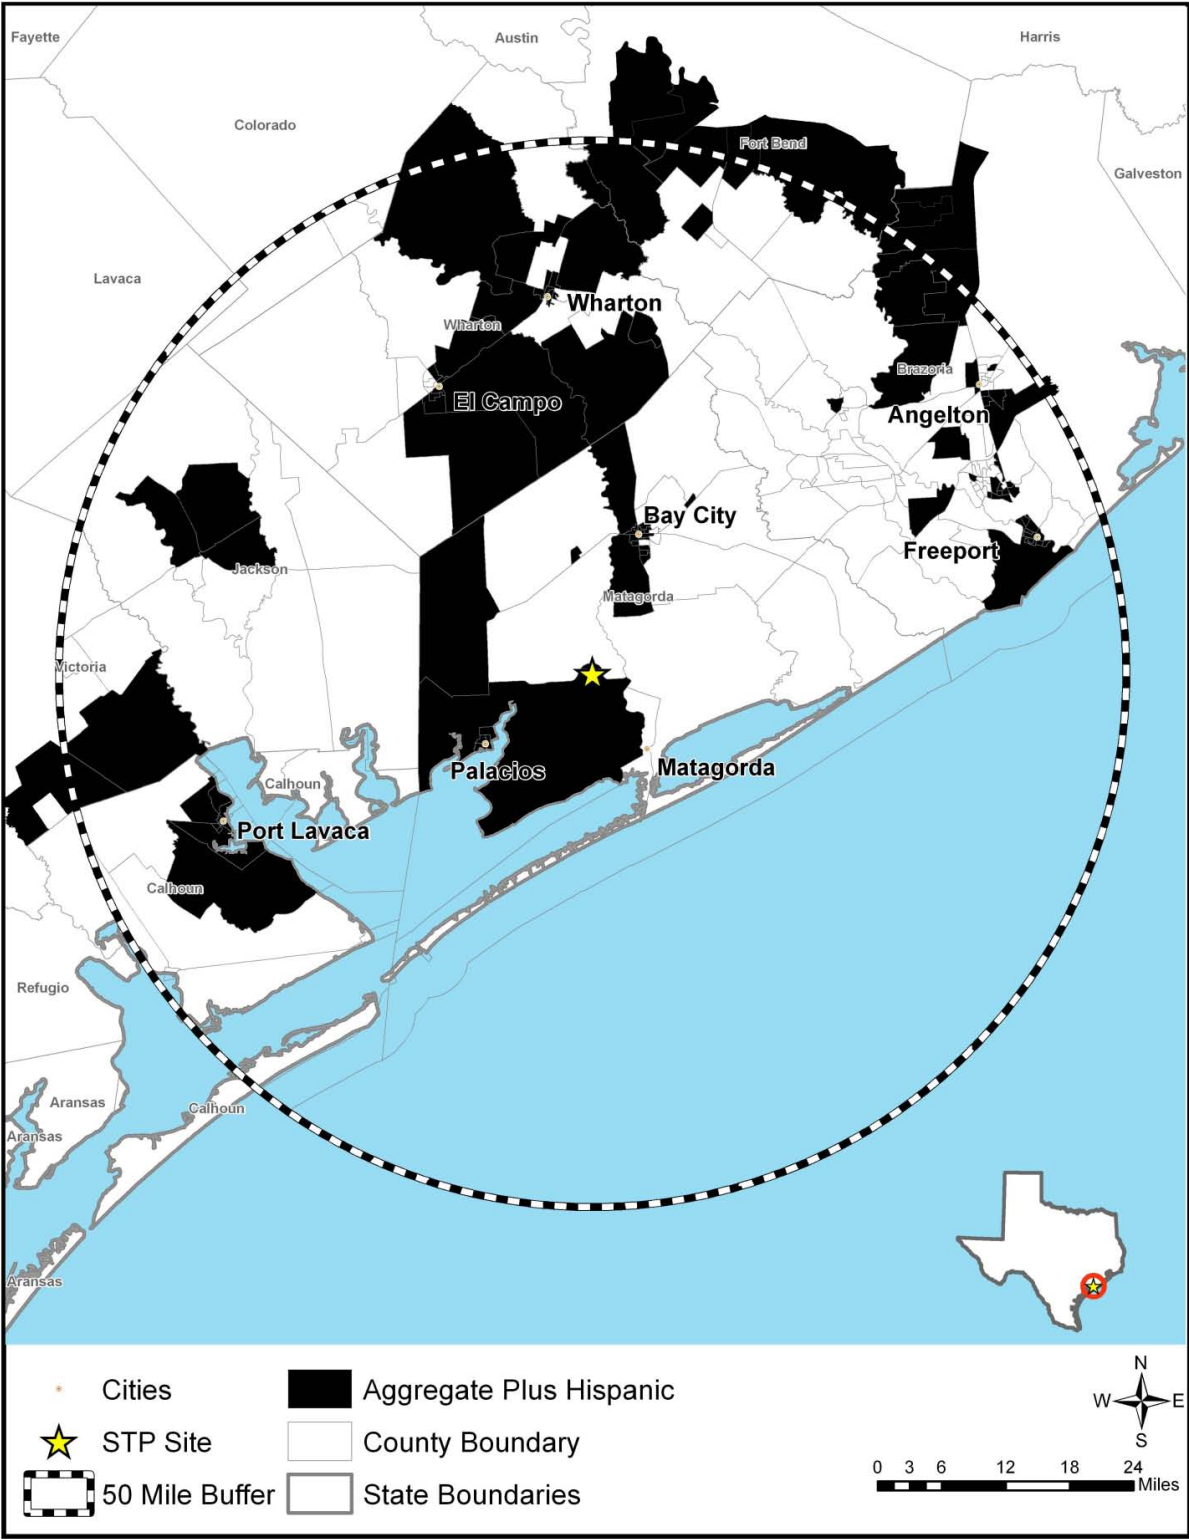 Fayette
Austin
Harris
Colorado
Fort Bend
Galveston
Lavaca
Wharton
Wharton
Brazoria
El Campo
Angelton
Bay City
Freeport
Jackson
Matagorda
Victoria
Palacios
Matagorda
Calhoun
Port Lavaca
Calhoun
Refugio
Aransas
Calhoun
Aransas
Aransas
Cities
Aggregate Plus Hispanic
STP Site
County Boundary
50 Mile Buffer
State Boundaries
N
W E
S
0 3 6 12 18 24
Miles